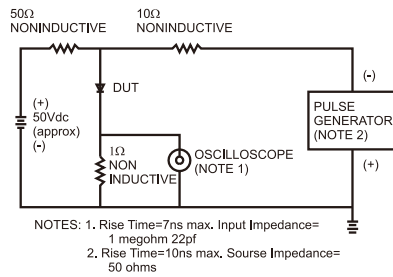 50Ω
NONINDUCTIVE
10Ω
NONINDUCTIVE
(+)
50Vdc
(approx)
(-)
DUT
1Ω
NON
INDUCTIVE
OSCILLOSCOPE
(NOTE 1)
(-)
PULSE
GENERATOR
(NOTE 2)
(+)
NOTES: 1. Rise Time=7ns max. Input Impedance=
1 megohm 22pf
2. Rise Time=10ns max. Sourse Impedance=
50 ohms